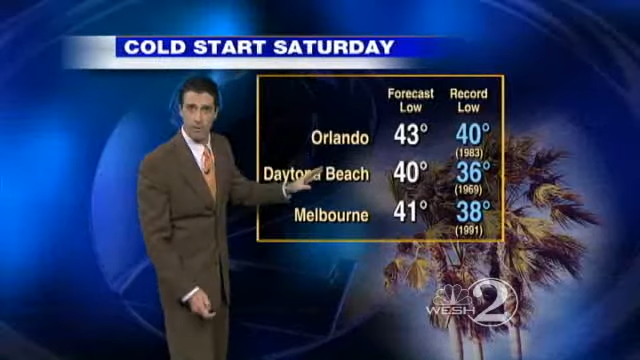 COLD START SATURDAY
Forecast Low Record Low
Orlando 43° 40° (1983)
Daytona Beach 40° 36° (1969)
Melbourne 41° 38° (1991)
WESH 2